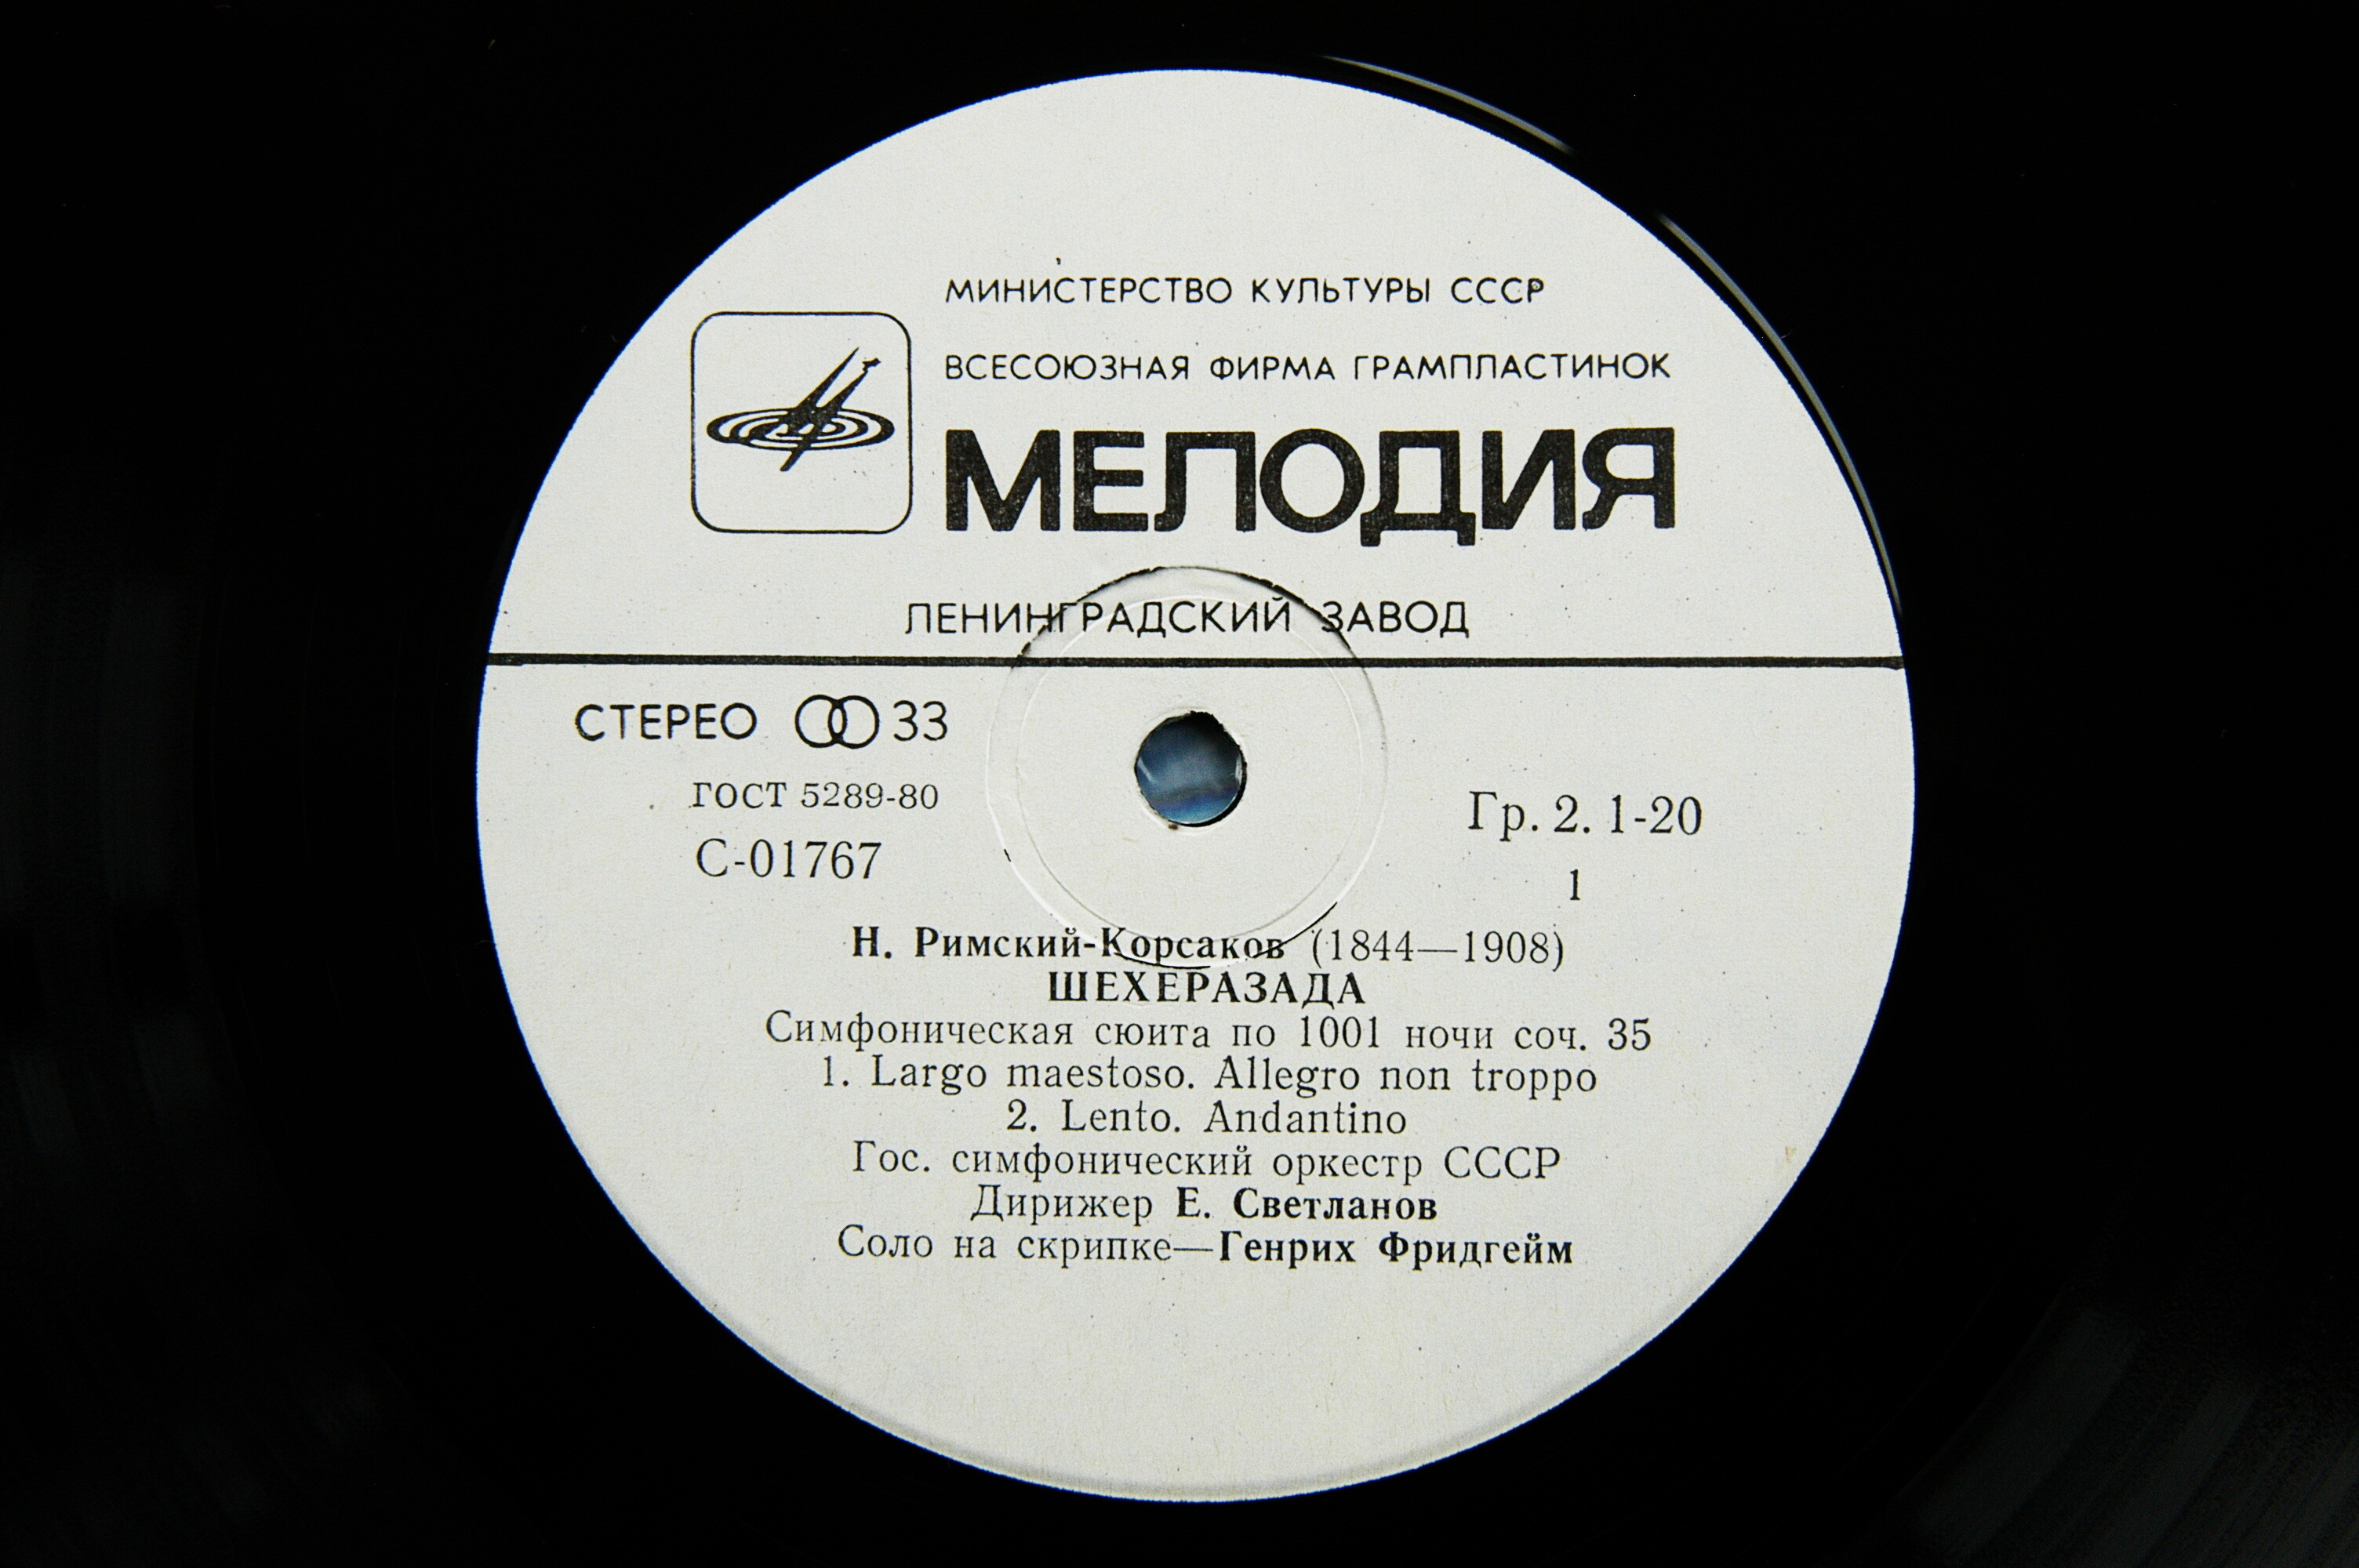 МИНИСТЕРСТВО КУЛЬТУРЫ СССР
ВСЕСОЮЗНАЯ ФИРМА ГРАМПЛАСТИНОК
МЕЛОДИЯ
ЛЕНИНГРАДСКИЙ ЗАВОД
СТЕРЕО 33
ГОСТ 5289-80
С-01767
Гр. 2. 1-20
1
Н. Римский-Корсаков (1844—1908)
ШЕХЕРАЗАДА
Симфоническая сюита по 1001 ночи соч. 35
1. Largo maestoso. Allegro non troppo
2. Lento. Andantino
Гос. симфонический оркестр СССР
Дирижер Е. Светланов
Соло на скрипке—Генрих Фридгейм